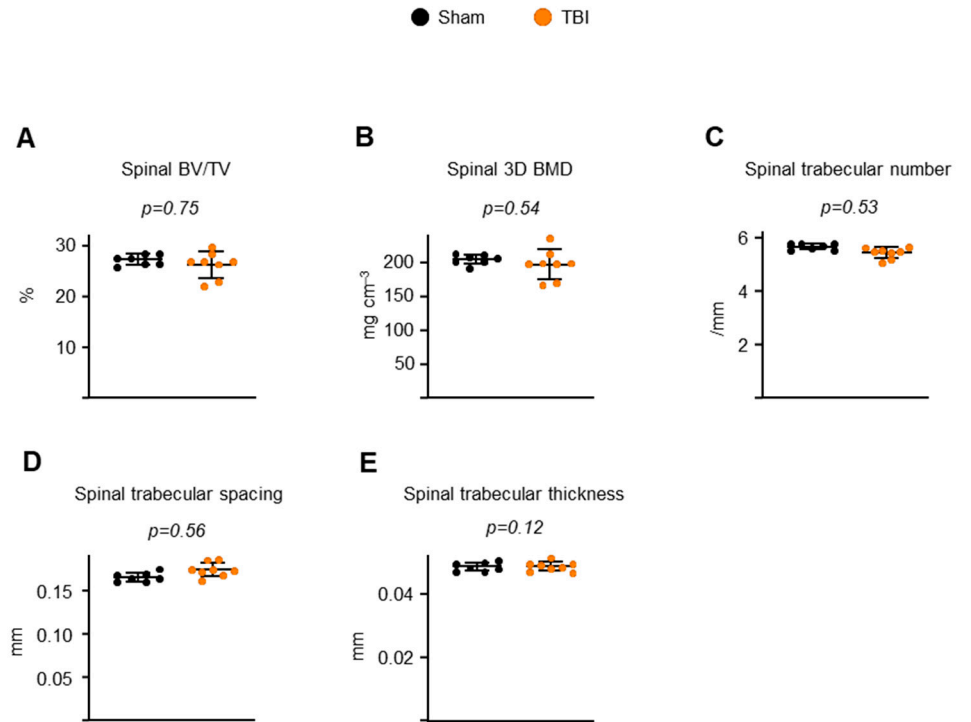 Sham TBI
A
Spinal BV/TV
p=0.75
30
20
10
%
B
Spinal 3D BMD
p=0.54
200
150
100
50
mg cm⁻³
C
Spinal trabecular number
p=0.53
6
4
2
/mm
D
Spinal trabecular spacing
p=0.56
0.15
0.10
0.05
mm
E
Spinal trabecular thickness
p=0.12
0.04
0.02
mm